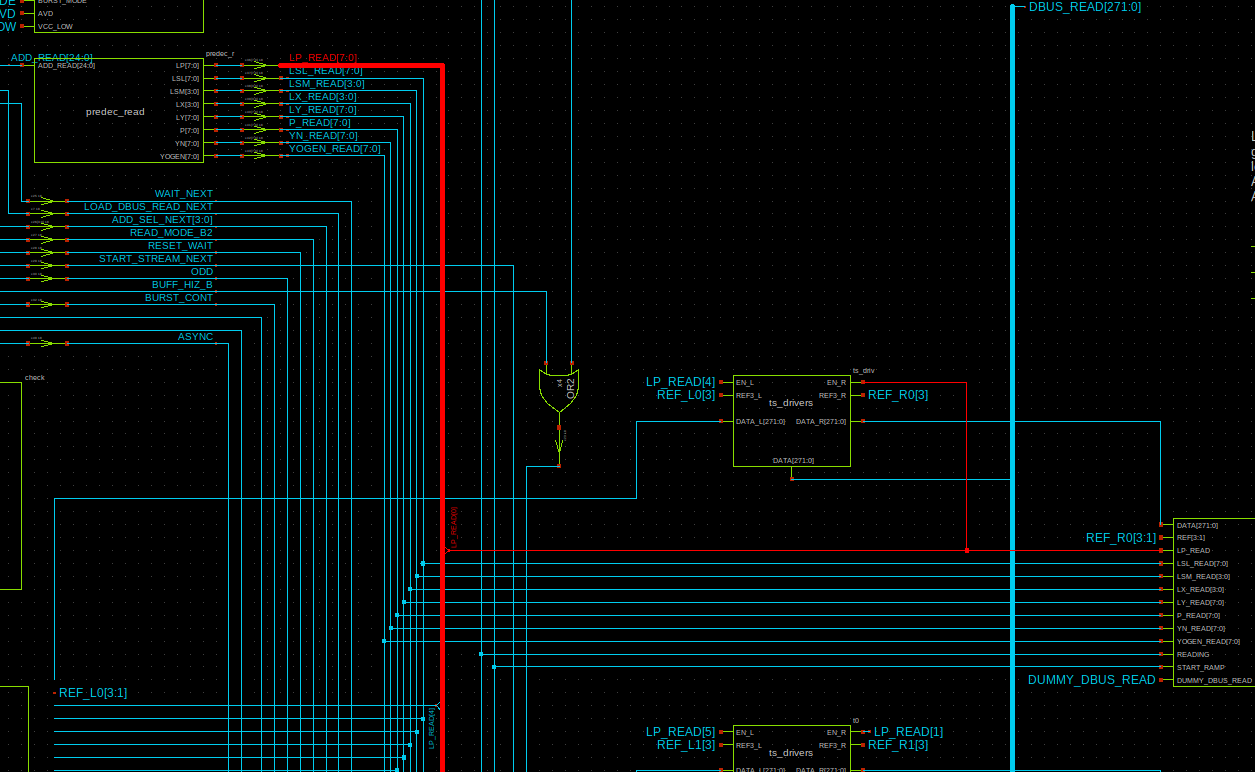 DBUS_READ[271:0]
BURST_MODE
AVD
AVD
VCC_LOW
ADD_READ[24:0]
predec_r
ADD_READ[24:0]
predec_read
LP[7:0]
LSL[7:0]
LSM[3:0]
LX[3:0]
LY[7:0]
P[7:0]
YN[7:0]
YOGEN[7:0]
LP_READ[7:0]
LSL_READ[7:0]
LSM_READ[3:0]
LX_READ[3:0]
LY_READ[7:0]
P_READ[7:0]
YN_READ[7:0]
YOGEN_READ[7:0]
WAIT_NEXT
LOAD_DBUS_READ_NEXT
ADD_SEL_NEXT[3:0]
READ_MODE_B2
RESET_WAIT
START_STREAM_NEXT
ODD
BUFF_HIZ_B
BURST_CONT
ASYNC
check
x4
OR2
ts_driv
LP_READ[4]
REF_L0[3]
EN_L
REF3_L
ts_drivers
EN_R
REF3_R
REF_R0[3]
DATA_L[271:0]
DATA_R[271:0]
DATA[271:0]
LP_READ[0]
REF_R0[3:1]
DATA[271:0]
REF[3:1]
LP_READ
LSL_READ[7:0]
LSM_READ[3:0]
LX_READ[3:0]
LY_READ[7:0]
P_READ[7:0]
YN_READ[7:0]
YOGEN_READ[7:0]
READING
START_RAMP
DUMMY_DBUS_READ
DUMMY_DBUS_READ
REF_L0[3:1]
LP_READ[4]
t0
LP_READ[5]
REF_L1[3]
EN_L
REF3_L
ts_drivers
EN_R
REF3_R
LP_READ[1]
REF_R1[3]
DATA_L[271:0]
DATA_R[271:0]